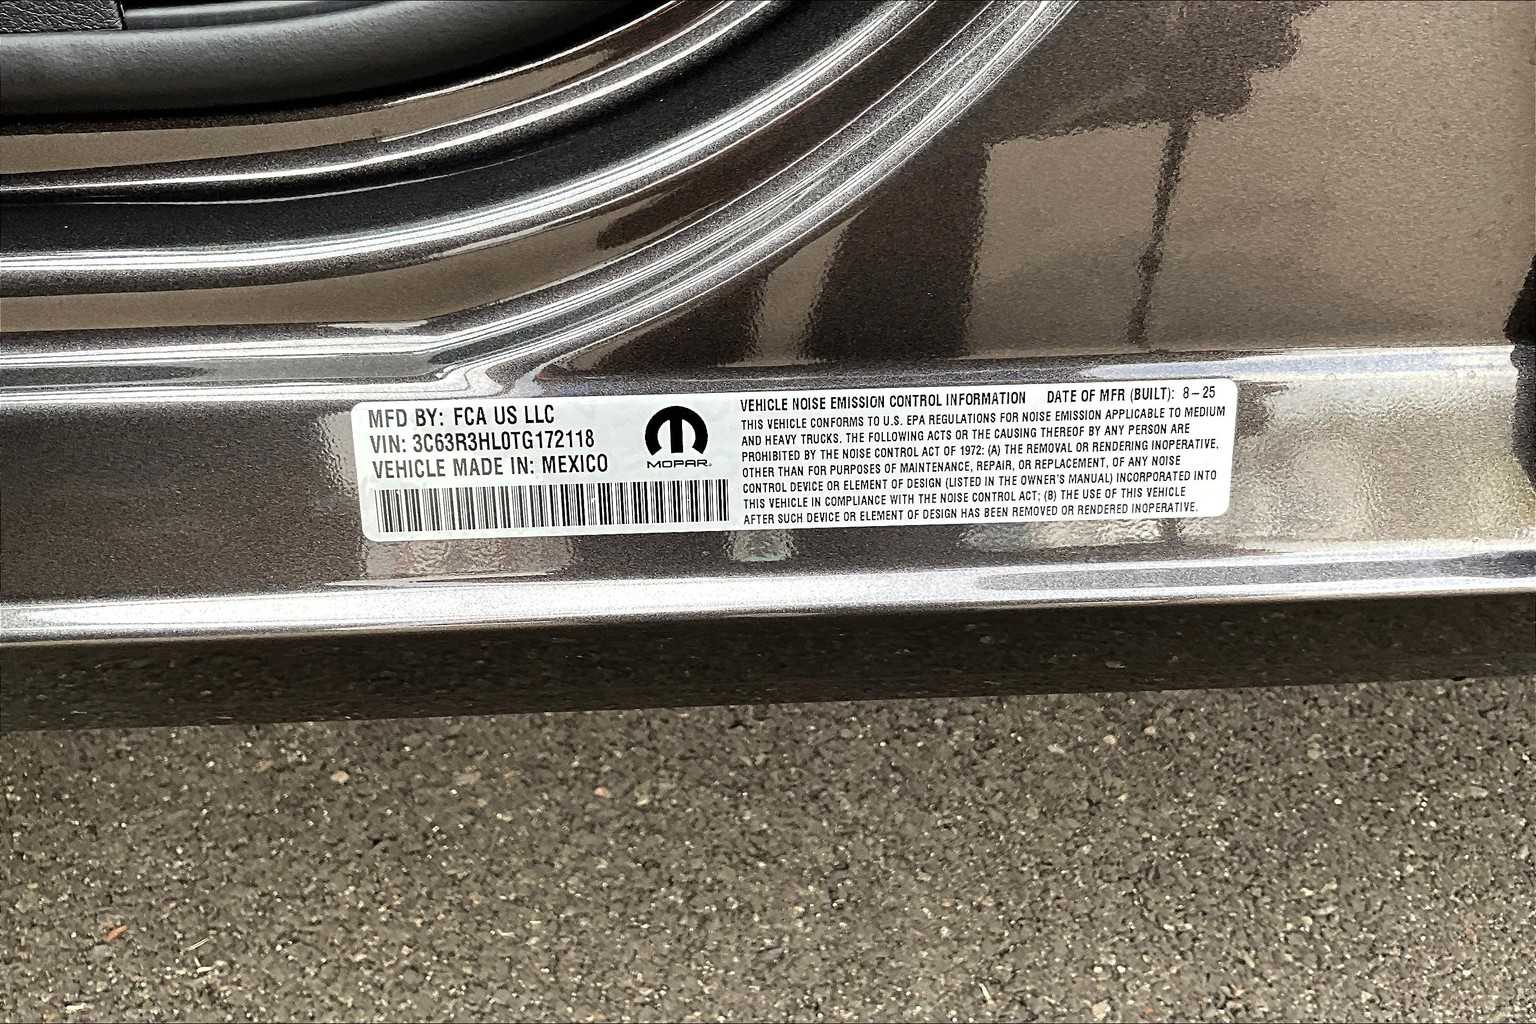 MFD BY: FCA US LLC
VIN: 3C63R3HL0TG172118
VEHICLE MADE IN: MEXICO
MOPAR®
VEHICLE NOISE EMISSION CONTROL INFORMATION DATE OF MFR (BUILT): 8-25
THIS VEHICLE CONFORMS TO U.S. EPA REGULATIONS FOR NOISE EMISSION APPLICABLE TO MEDIUM
AND HEAVY TRUCKS. THE FOLLOWING ACTS OR THE CAUSING THEREOF BY ANY PERSON ARE
PROHIBITED BY THE NOISE CONTROL ACT OF 1972: (A) THE REMOVAL OR RENDERING INOPERATIVE,
OTHER THAN FOR PURPOSES OF MAINTENANCE, REPAIR, OR REPLACEMENT, OF ANY NOISE
CONTROL DEVICE OR ELEMENT OF DESIGN (LISTED IN THE OWNER'S MANUAL) INCORPORATED INTO
THIS VEHICLE IN COMPLIANCE WITH THE NOISE CONTROL ACT; (B) THE USE OF THIS VEHICLE
AFTER SUCH DEVICE OR ELEMENT OF DESIGN HAS BEEN REMOVED OR RENDERED INOPERATIVE.